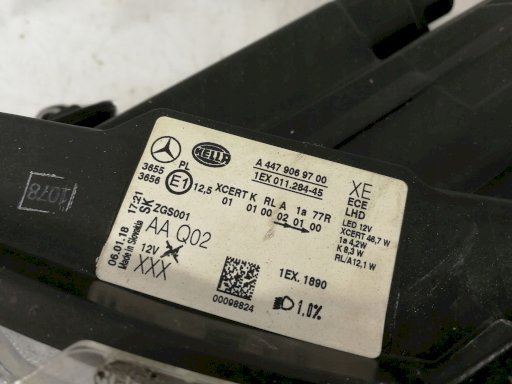 HELLA
A 447 906 9700
1EX 011.284-45
3655 PL
3656 E1 12,5
XCERT K RL A 1a 77R
01 01 00 02 01 00
XE
ECE
LHD
LED 12V
XCERT 46,7 W
1a 4,2W
K 8,3 W
RL/A12,1 W
17:21 SK ZGS001
06.01.18 AA Q02
Made in Slovakia
12V
XXX
00098824
1EX. 1890
1.0%
1078